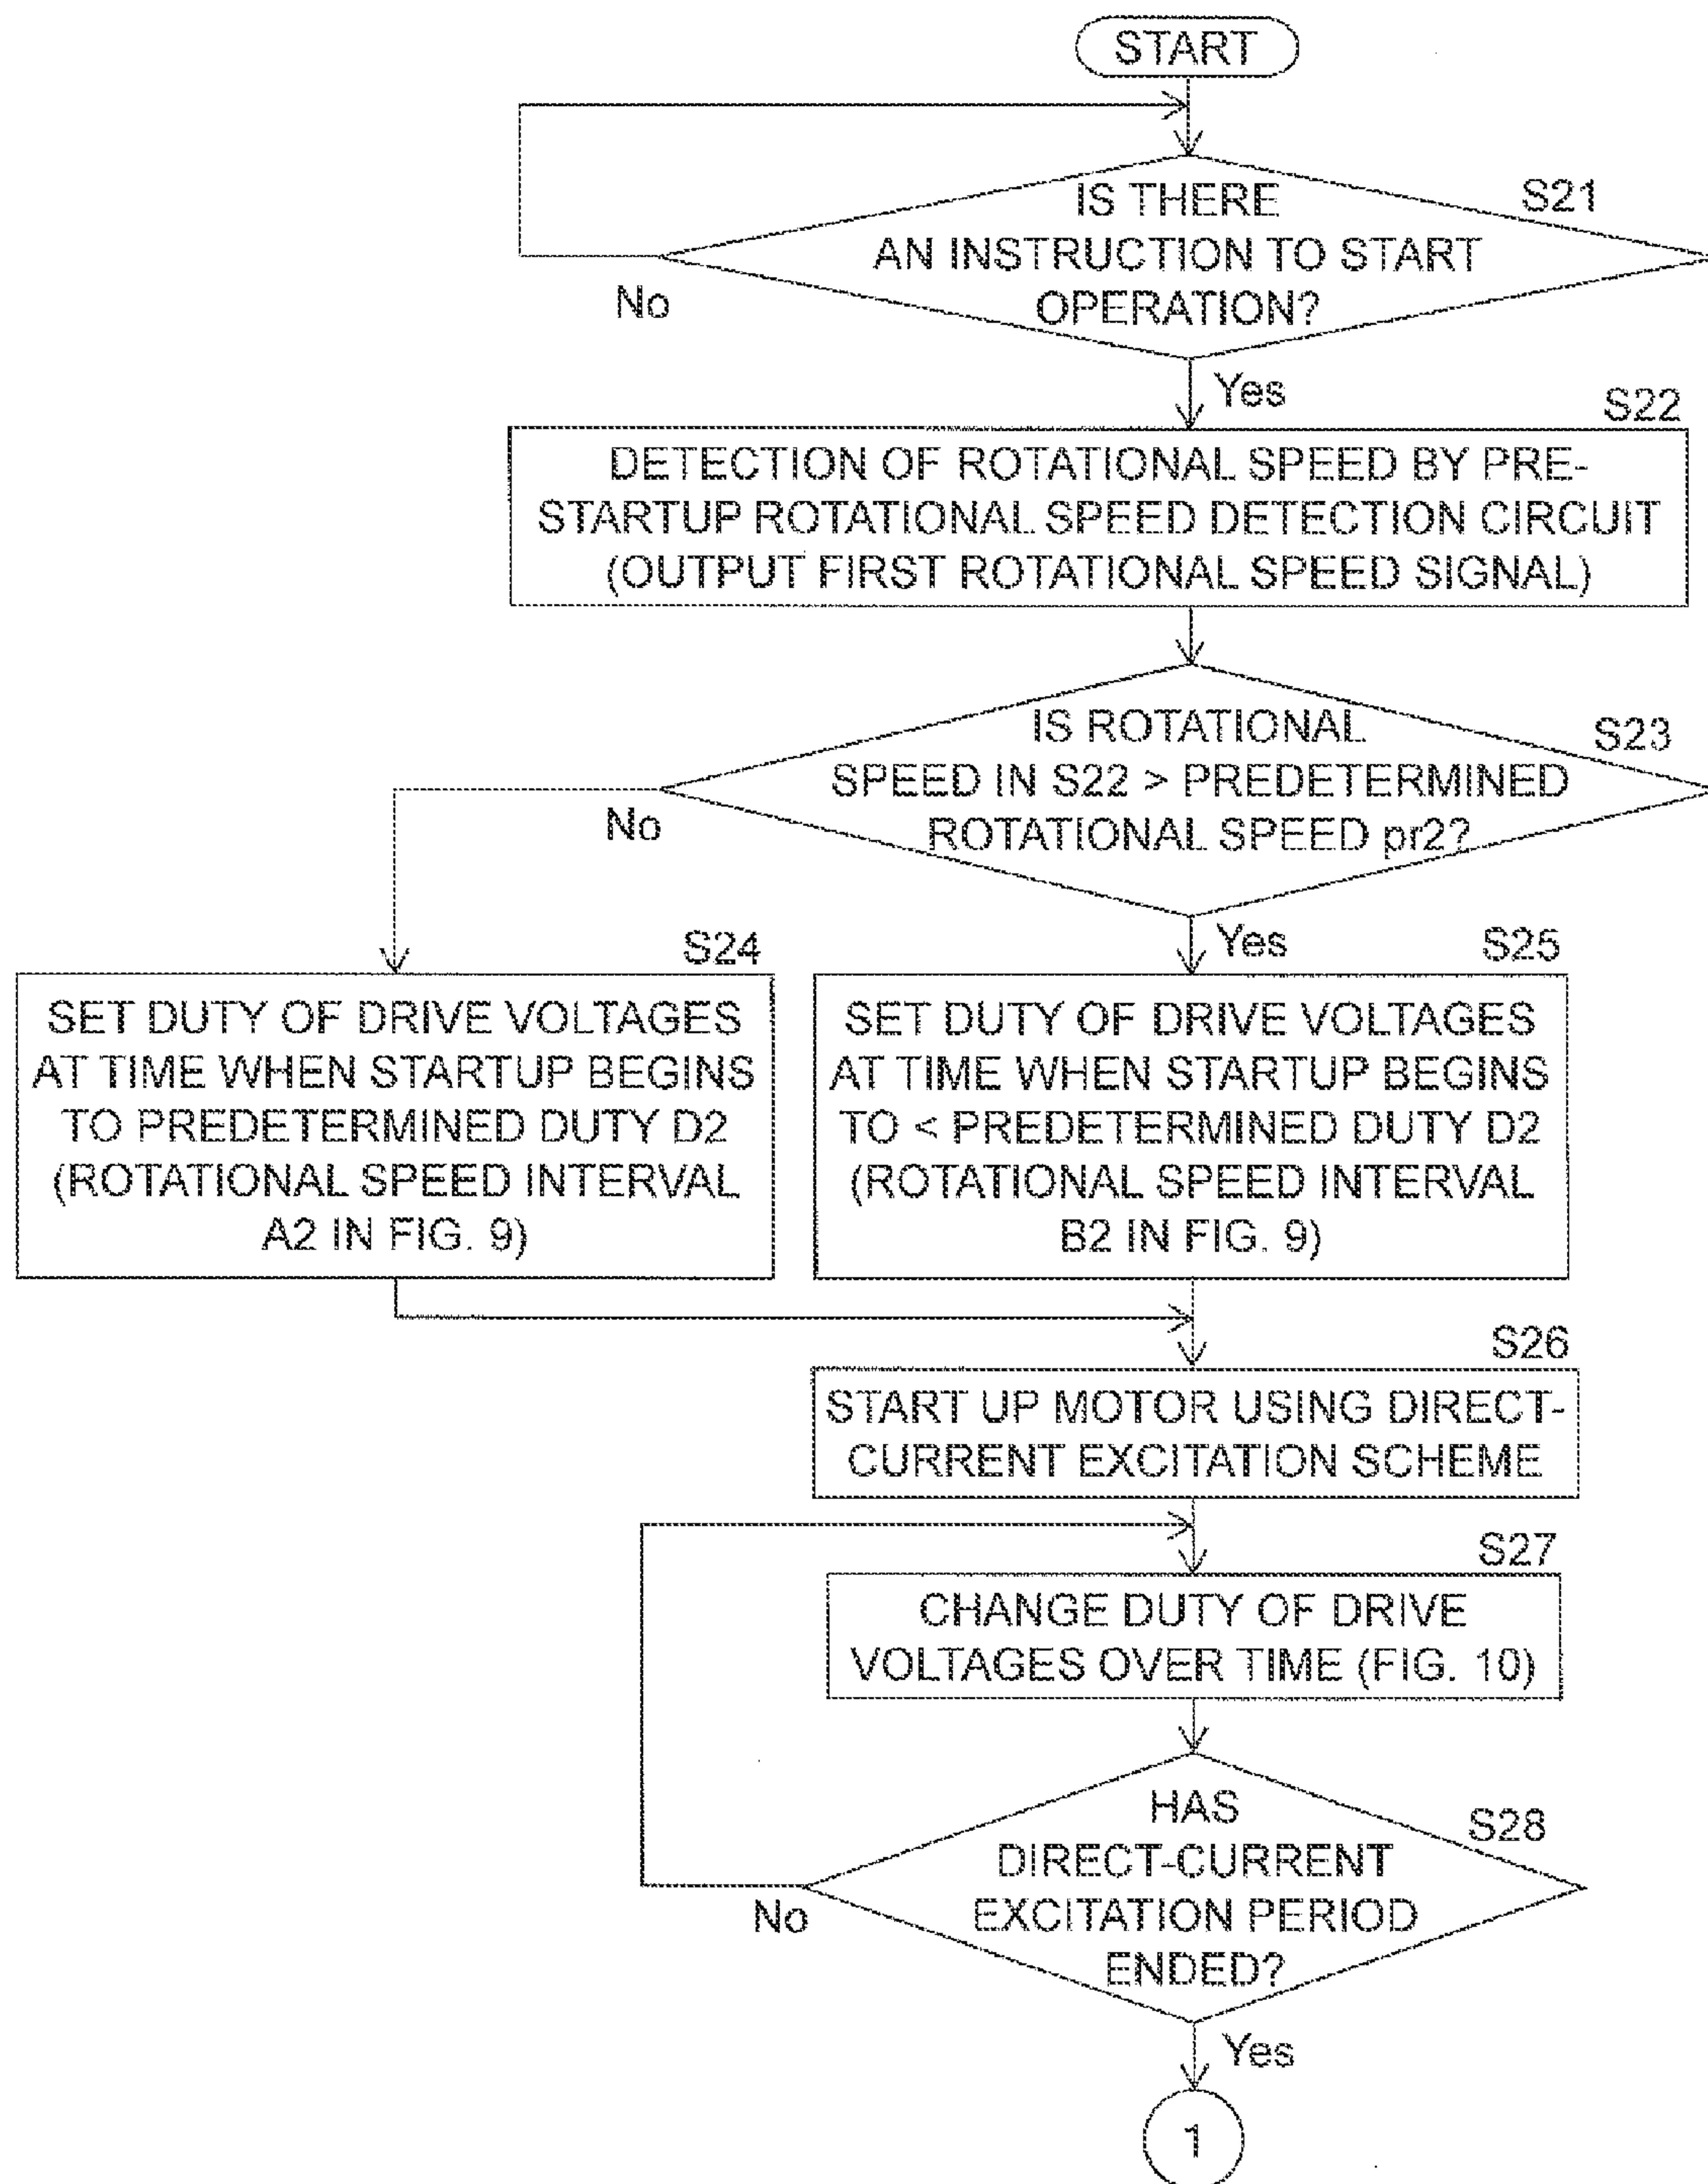 START
IS THERE
AN INSTRUCTION TO START
OPERATION?
S21
No
Yes
S22
DETECTION OF ROTATIONAL SPEED BY PRE-
STARTUP ROTATIONAL SPEED DETECTION CIRCUIT
(OUTPUT FIRST ROTATIONAL SPEED SIGNAL)
IS ROTATIONAL
SPEED IN S22 > PREDETERMINED
ROTATIONAL SPEED pr2?
S23
No
Yes
S24
SET DUTY OF DRIVE VOLTAGES
AT TIME WHEN STARTUP BEGINS
TO PREDETERMINED DUTY D2
(ROTATIONAL SPEED INTERVAL
A2 IN FIG. 9)
S25
SET DUTY OF DRIVE VOLTAGES
AT TIME WHEN STARTUP BEGINS
TO < PREDETERMINED DUTY D2
(ROTATIONAL SPEED INTERVAL
B2 IN FIG. 9)
S26
START UP MOTOR USING DIRECT-
CURRENT EXCITATION SCHEME
S27
CHANGE DUTY OF DRIVE
VOLTAGES OVER TIME (FIG. 10)
HAS
DIRECT-CURRENT
EXCITATION PERIOD
ENDED?
S28
No
Yes
1